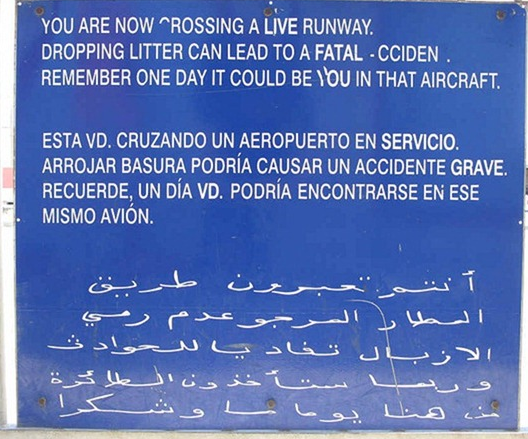 YOU ARE NOW CROSSING A LIVE RUNWAY.
DROPPING LITTER CAN LEAD TO A FATAL ACCIDEN .
REMEMBER ONE DAY IT COULD BE YOU IN THAT AIRCRAFT.
ESTA VD. CRUZANDO UN AEROPUERTO EN SERVICIO.
ARROJAR BASURA PODRÍA CAUSAR UN ACCIDENTE GRAVE.
RECUERDE, UN DÍA VD. PODRÍA ENCONTRARSE EN ESE
MISMO AVIÓN.
أنتم تعبرون طريق
المطار المرجو عدم رمي
الازبال تفاديا للحوادث
وربما ستأخذون الطائرة
من هنا يوما ما وشكرا